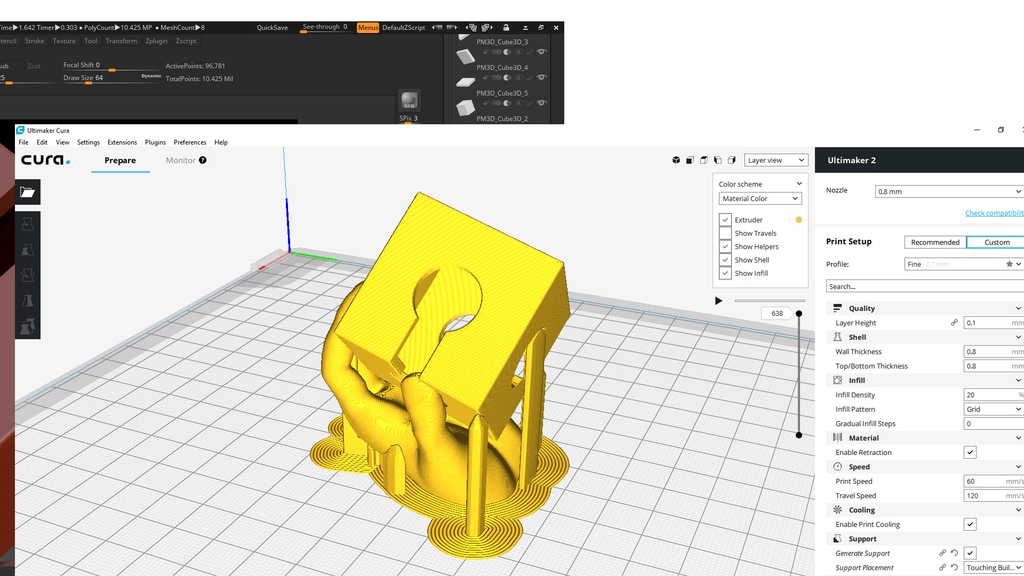 ime▶1.642 Timer▶0.303 • PolyCount▶10.425 MP • MeshCount▶8 QuickSave See-through 0 Menus DefaultZScript
tencil Stroke Texture Tool Transform Zplugin Zscript
PM3D_Cube3D_3
ub Zcut Focal Shift 0 ActivePoints: 96,781
PM3D_Cube3D_4
25 Draw Size 64 Dynamic TotalPoints: 10.425 Mil
PM3D_Cube3D_5
BPR
SPix 3
PM3D_Cube3D_2
Ultimaker Cura
File Edit View Settings Extensions Plugins Preferences Help
cura. Prepare Monitor ? Layer view Ultimaker 2
Color scheme
Material Color
Extruder
Show Travels
Show Helpers
Show Shell
Show Infill
638
Nozzle 0.8 mm
Check compatibilit
Print Setup Recommended Custom
Profile: Fine 0.1mm
Search...
Quality
Layer Height 0.1 mm
Shell
Wall Thickness 0.8 mm
Top/Bottom Thickness 0.8 mm
Infill
Infill Density 20 %
Infill Pattern Grid
Gradual Infill Steps 0
Material
Enable Retraction
Speed
Print Speed 60 mm/s
Travel Speed 120 mm/s
Cooling
Enable Print Cooling
Support
Generate Support
Support Placement Touching Buil...